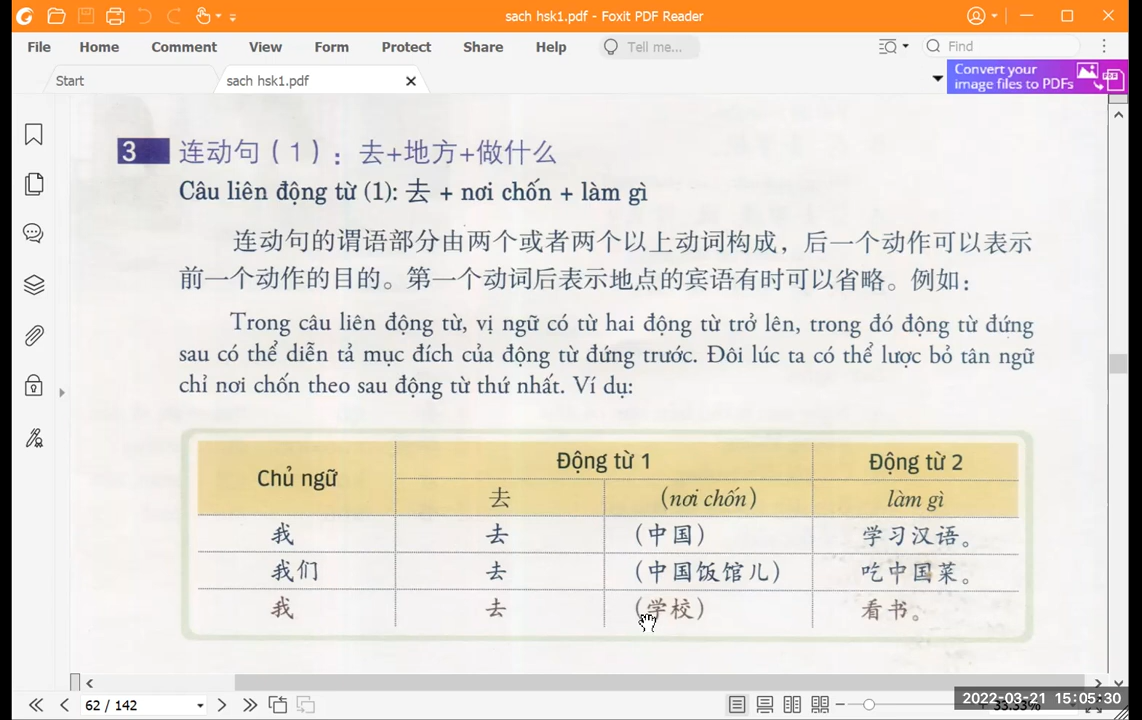 sach hsk1.pdf - Foxit PDF Reader
File Home Comment View Form Protect Share Help Tell me... Find
Start sach hsk1.pdf
Convert your
image files to PDFs
3 连动句(1): 去+地方+做什么
Câu liên động từ (1): 去 + nơi chốn + làm gì
连动句的谓语部分由两个或者两个以上动词构成，后一个动作可以表示
前一个动作的目的。第一个动词后表示地点的宾语有时可以省略。例如：
Trong câu liên động từ, vị ngữ có từ hai động từ trở lên, trong đó động từ đứng
sau có thể diễn tả mục đích của động từ đứng trước. Đôi lúc ta có thể lược bỏ tân ngữ
chỉ nơi chốn theo sau động từ thứ nhất. Ví dụ:
Chủ ngữ Động từ 1 Động từ 2
去 (nơi chốn) làm gì
我 去 (中国) 学习汉语。
我们 去 (中国饭馆儿) 吃中国菜。
我 去 (学校) 看书。
62 / 142
2022-03-21 15:05:30
33.33%